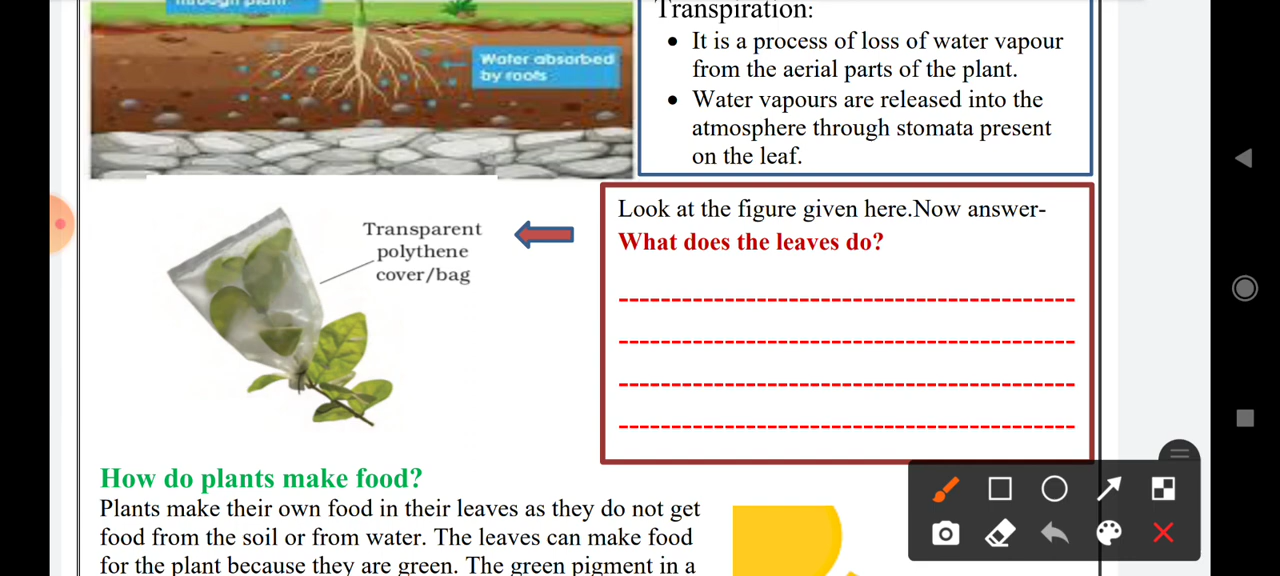 through plant
Water absorbed
by roots
Transpiration:
• It is a process of loss of water vapour
from the aerial parts of the plant.
• Water vapours are released into the
atmosphere through stomata present
on the leaf.
Transparent
polythene
cover/bag
Look at the figure given here.Now answer-
What does the leaves do?
How do plants make food?
Plants make their own food in their leaves as they do not get
food from the soil or from water. The leaves can make food
for the plant because they are green. The green pigment in a